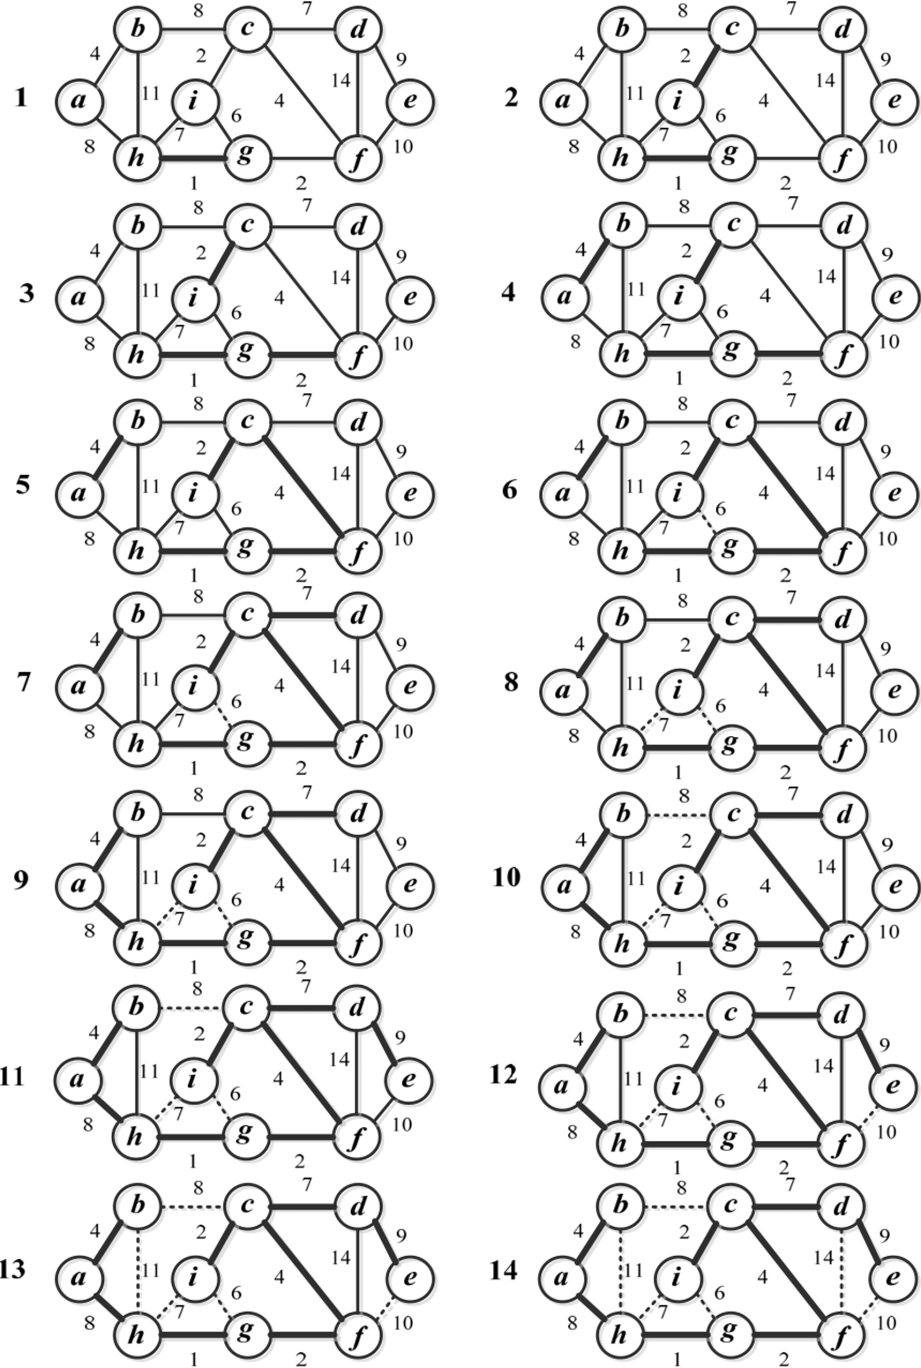 8 7
b c d
4 2 14 9
1 a 11 i 4 e
8 7 6 10
h g f
1 2
8 7
b c d
4 2 14 9
2 a 11 i 4 e
8 7 6 10
h g f
1 2
8 7
b c d
4 2 14 9
3 a 11 i 4 e
8 7 6 10
h g f
1 2
8 7
b c d
4 2 14 9
4 a 11 i 4 e
8 7 6 10
h g f
1 2
8 7
b c d
4 2 14 9
5 a 11 i 4 e
8 7 6 10
h g f
1 2
8 7
b c d
4 2 14 9
6 a 11 i 4 e
8 7 6 10
h g f
1 2
8 7
b c d
4 2 14 9
7 a 11 i 4 e
8 7 6 10
h g f
1 2
8 7
b c d
4 2 14 9
8 a 11 i 4 e
8 7 6 10
h g f
1 2
8 7
b c d
4 2 14 9
9 a 11 i 4 e
8 7 6 10
h g f
1 2
8 7
b c d
4 2 14 9
10 a 11 i 4 e
8 7 6 10
h g f
1 2
8 7
b c d
4 2 14 9
11 a 11 i 4 e
8 7 6 10
h g f
1 2
8 7
b c d
4 2 14 9
12 a 11 i 4 e
8 7 6 10
h g f
1 2
8 7
b c d
4 2 14 9
13 a 11 i 4 e
8 7 6 10
h g f
1 2
8 7
b c d
4 2 14 9
14 a 11 i 4 e
8 7 6 10
h g f
1 2